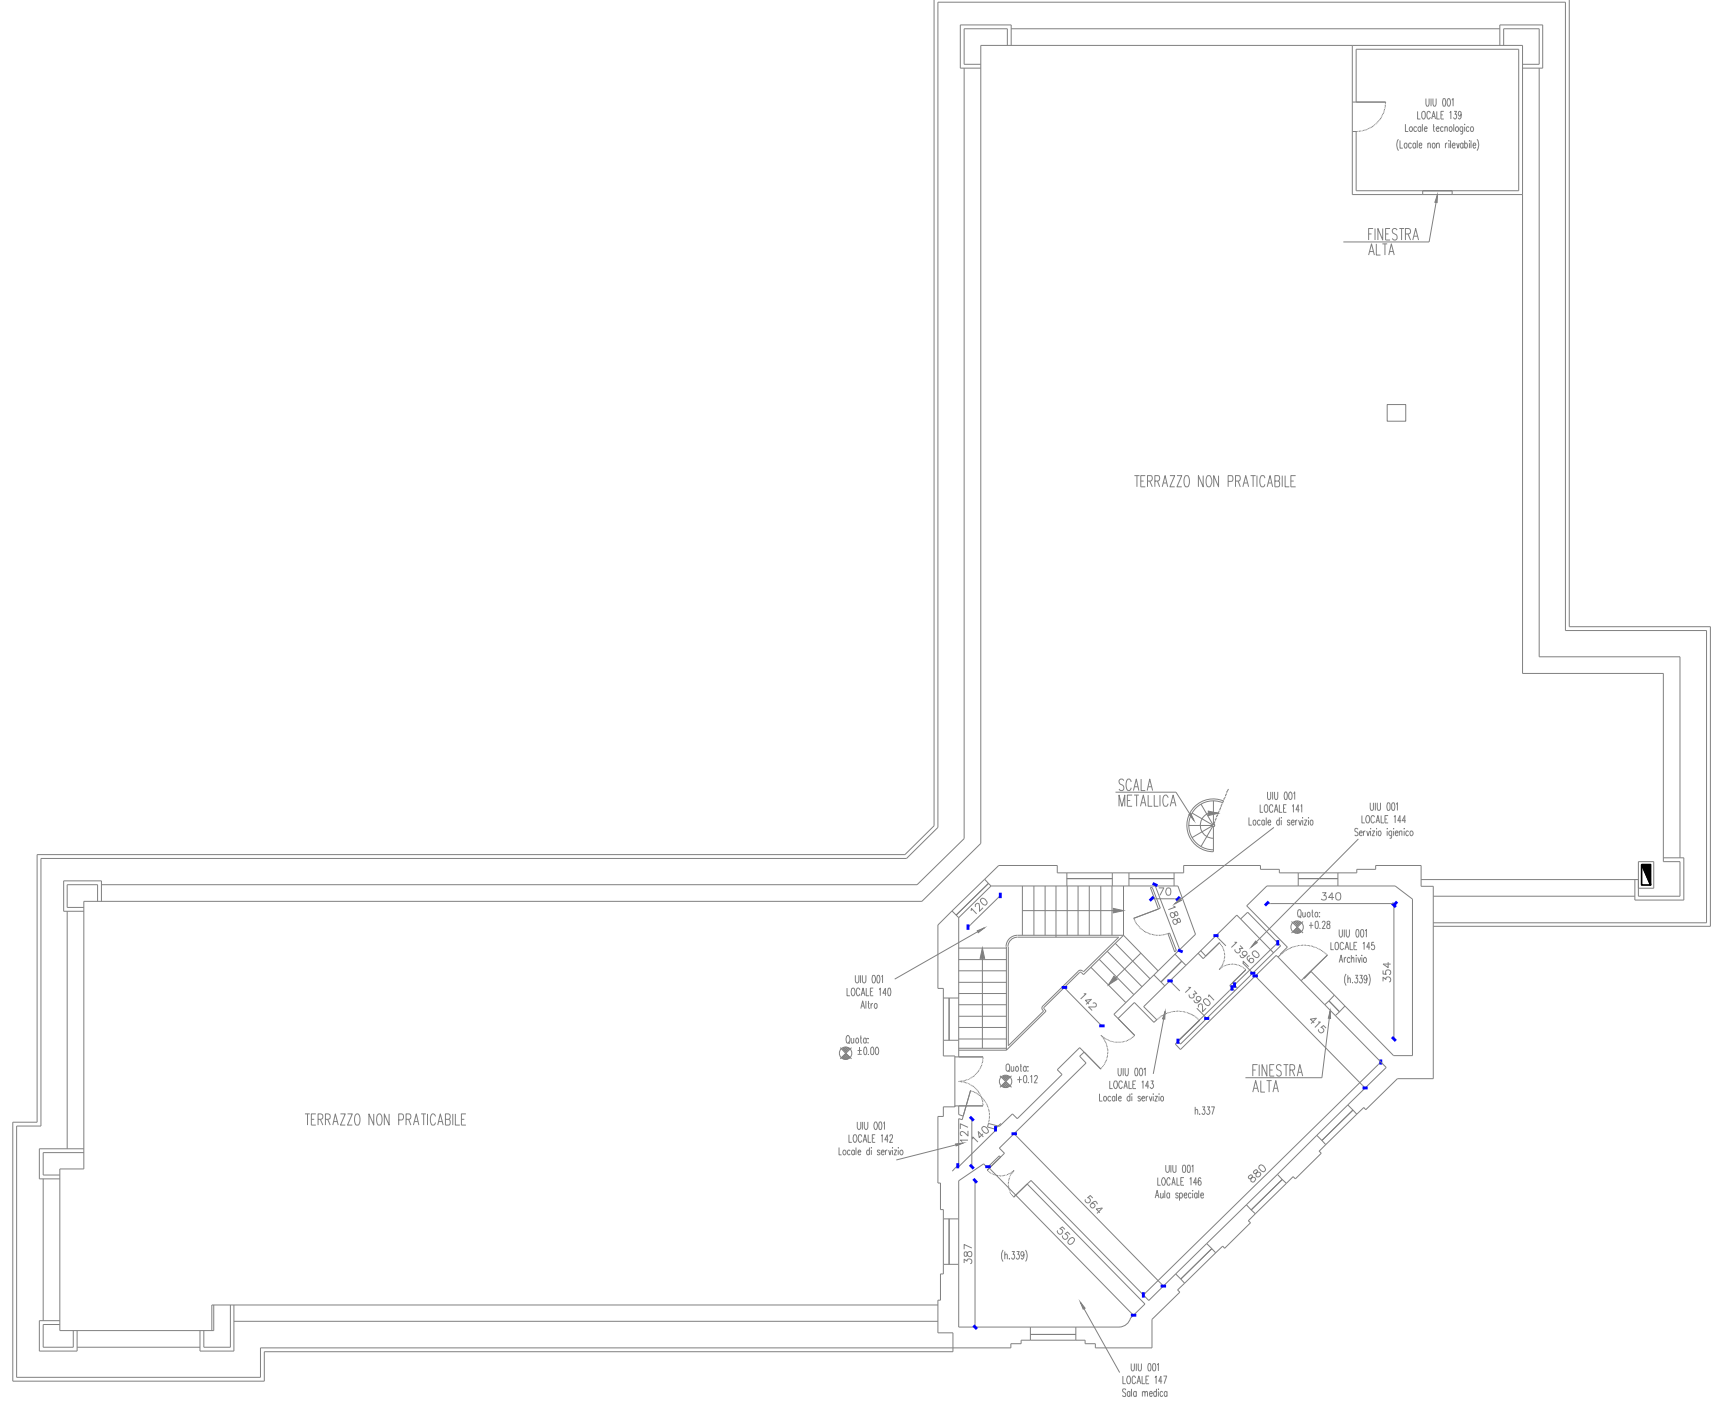 UIU 001
LOCALE 139
Locale tecnologico
(Locale non rilevabile)
FINESTRA
ALTA
TERRAZZO NON PRATICABILE
SCALA
METALLICA
UIU 001
LOCALE 141
Locale di servizio
UIU 001
LOCALE 144
Servizio igienico
70
188
120
340
Quota:
+0.28
UIU 001
LOCALE 145
Archivio
(h.339)
354
139
60
UIU 001
LOCALE 140
Altro
142
139
201
415
Quota:
±0.00
Quota:
+0.12
UIU 001
LOCALE 143
Locale di servizio
FINESTRA
ALTA
h.337
TERRAZZO NON PRATICABILE
UIU 001
LOCALE 142
Locale di servizio
127
140
UIU 001
LOCALE 146
Aula speciale
880
564
550
387
(h.339)
UIU 001
LOCALE 147
Sala medica